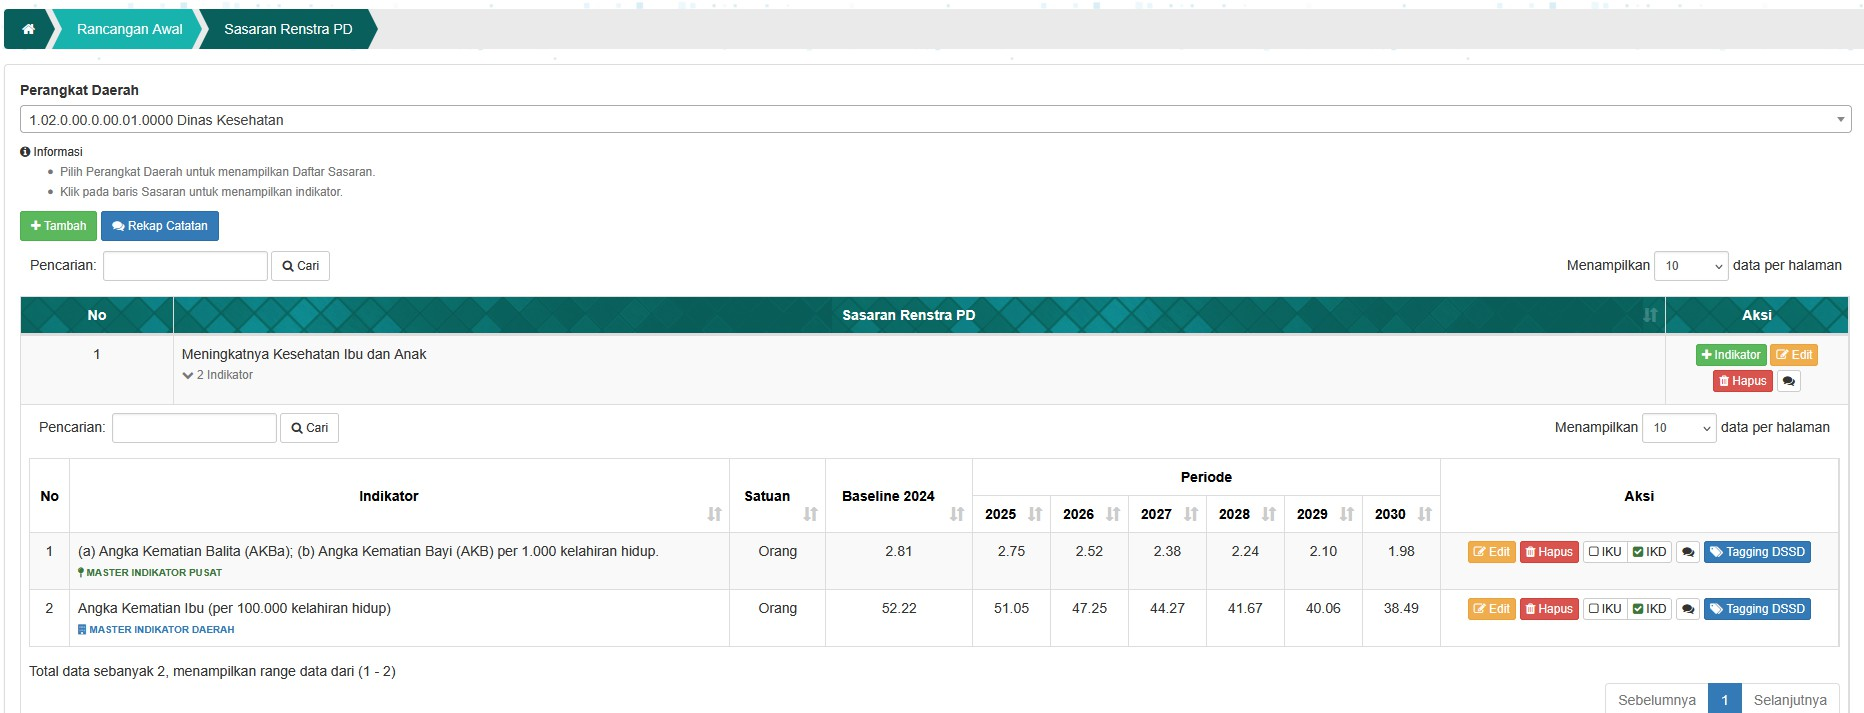 Rancangan Awal
Sasaran Renstra PD
Perangkat Daerah
1.02.0.00.0.00.01.0000 Dinas Kesehatan
Informasi
Pilih Perangkat Daerah untuk menampilkan Daftar Sasaran.
Klik pada baris Sasaran untuk menampilkan indikator.
Tambah Rekap Catatan
Pencarian: Cari Menampilkan 10 data per halaman
No Sasaran Renstra PD Aksi
1 Meningkatnya Kesehatan Ibu dan Anak Indikator Edit
2 Indikator Hapus
Pencarian: Cari Menampilkan 10 data per halaman
No Indikator Satuan Baseline 2024 Periode Aksi
2025 2026 2027 2028 2029 2030
1 (a) Angka Kematian Balita (AKBa); (b) Angka Kematian Bayi (AKB) per 1.000 kelahiran hidup. Orang 2.81 2.75 2.52 2.38 2.24 2.10 1.98 Edit Hapus IKU IKD Tagging DSSD
MASTER INDIKATOR PUSAT
2 Angka Kematian Ibu (per 100.000 kelahiran hidup) Orang 52.22 51.05 47.25 44.27 41.67 40.06 38.49 Edit Hapus IKU IKD Tagging DSSD
MASTER INDIKATOR DAERAH
Total data sebanyak 2, menampilkan range data dari (1 - 2)
Sebelumnya 1 Selanjutnya